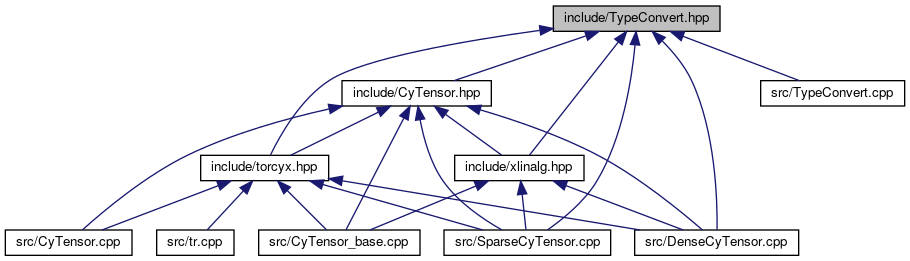 include/TypeConvert.hpp
include/CyTensor.hpp
src/TypeConvert.cpp
include/torcyx.hpp
include/xlinalg.hpp
src/CyTensor.cpp
src/tr.cpp
src/CyTensor_base.cpp
src/SparseCyTensor.cpp
src/DenseCyTensor.cpp